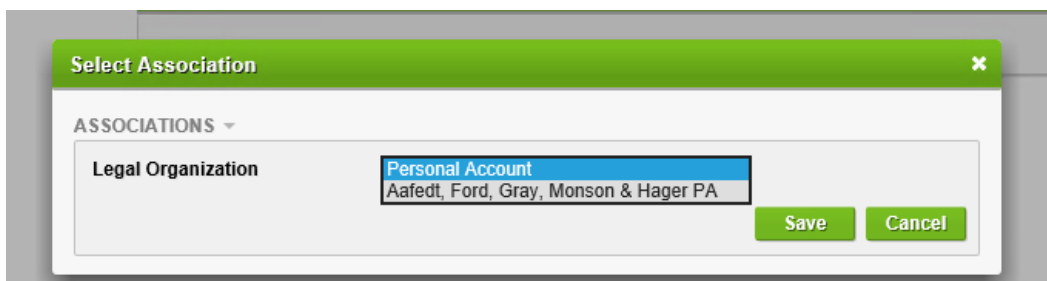 Select Association
ASSOCIATIONS
Legal Organization
Personal Account
Aafedt, Ford, Gray, Monson & Hager PA
Save
Cancel